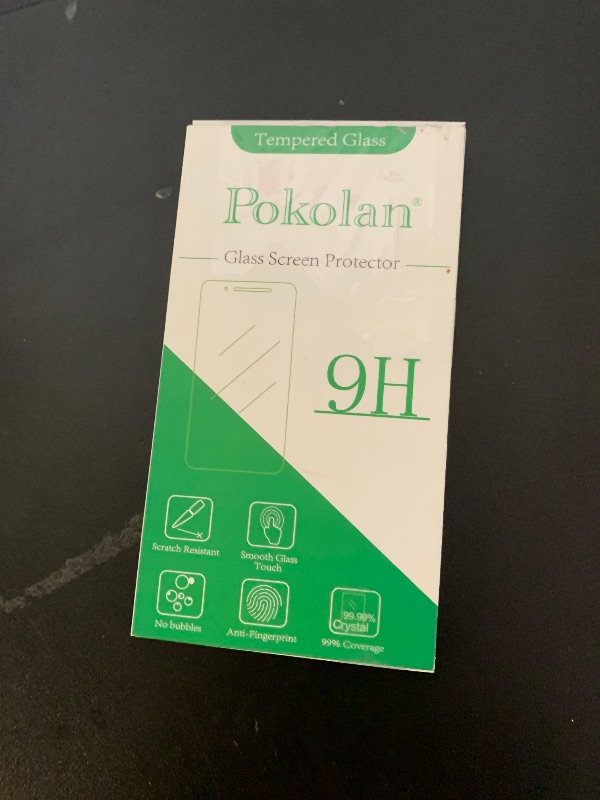 Tempered Glass
Pokolan®
Glass Screen Protector
9H
Scratch Resistant
Smooth Glass
Touch
No bubbles
Anti-Fingerprint
99.99%
Crystal
99% Coverage